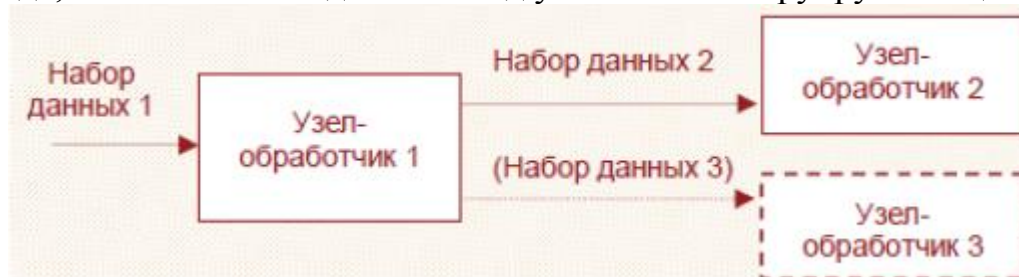 Набор
данных 1
Узел-
обработчик 1
Набор данных 2
(Набор данных 3)
Узел-
обработчик 2
Узел-
обработчик 3